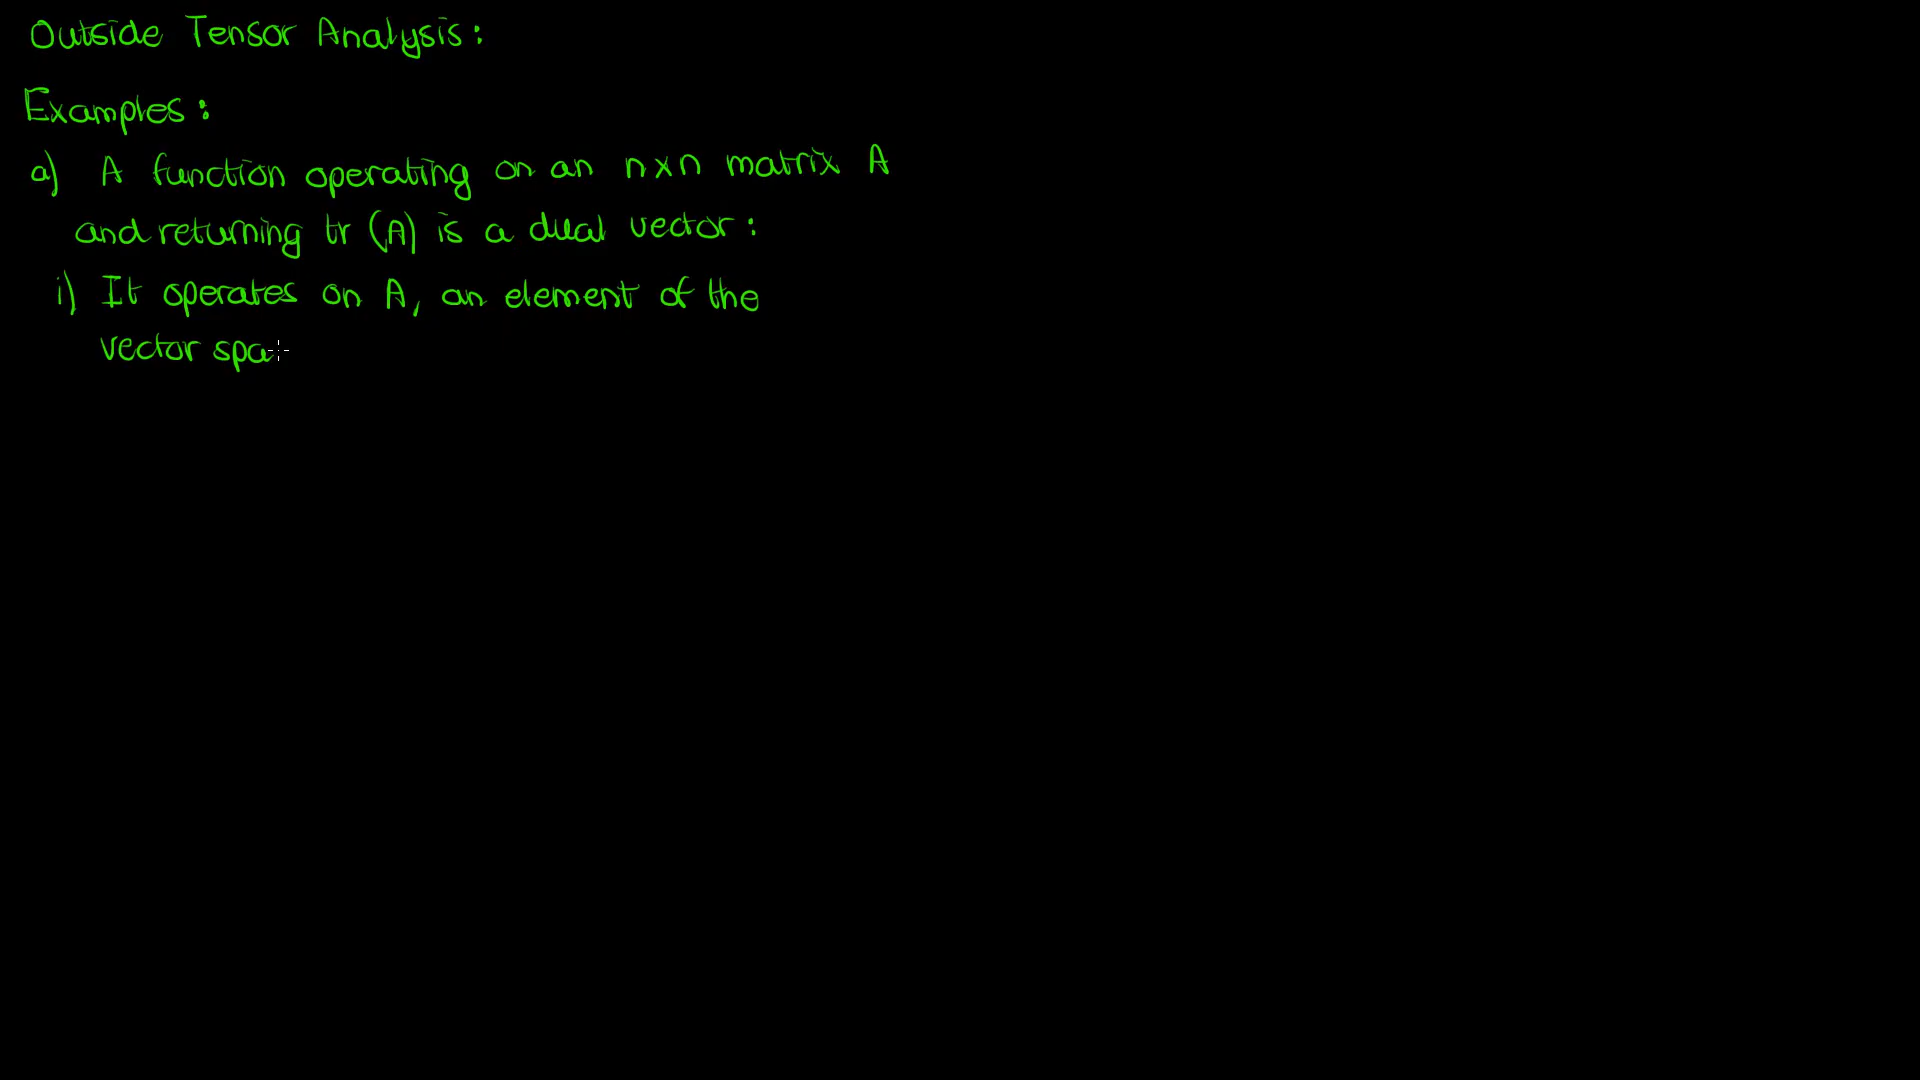 Outside Tensor Analysis:
Examples:
a) A function operating on an n×n matrix A
and returning tr (A) is a dual vector:
i) It operates on A, an element of the
vector spa